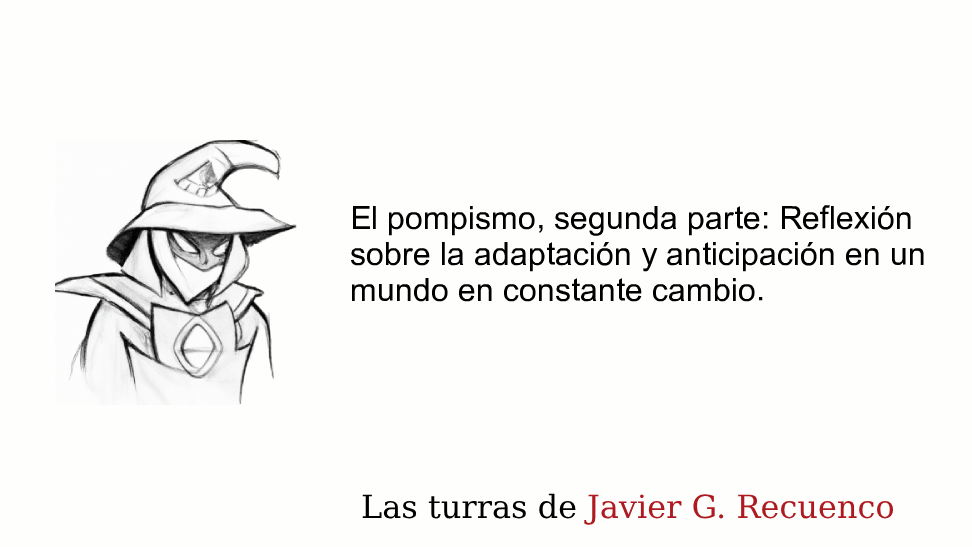 El pompismo, segunda parte: Reflexión
sobre la adaptación y anticipación en un
mundo en constante cambio.
Las turras de Javier G. Recuenco